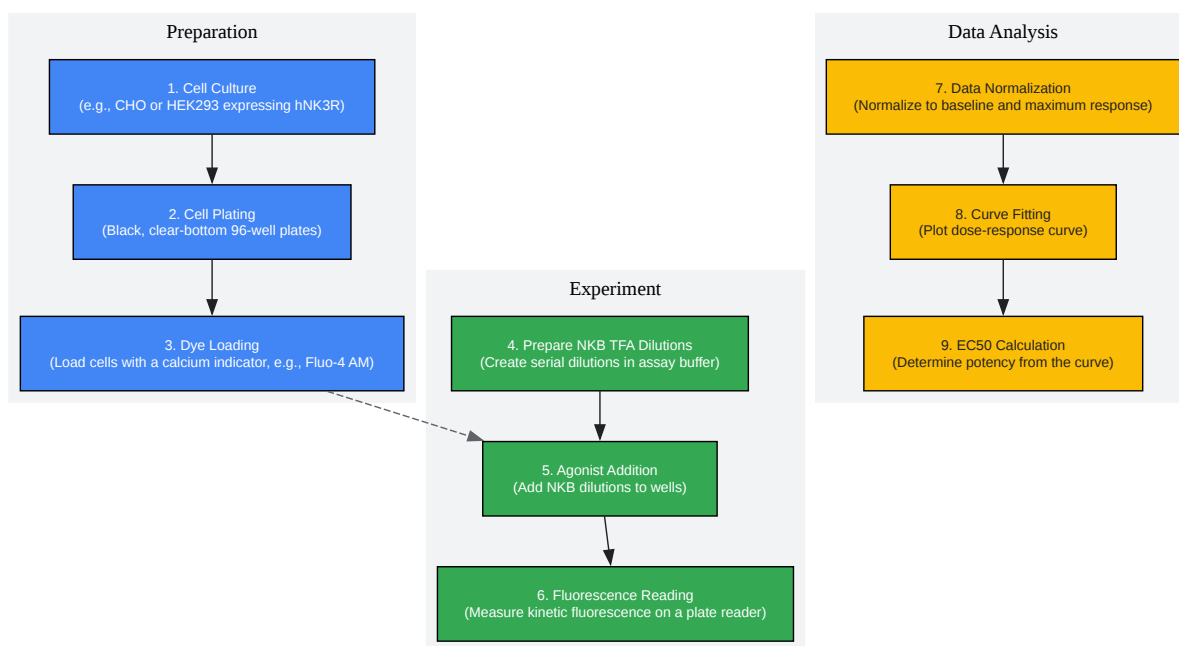 Preparation
1. Cell Culture
(e.g., CHO or HEK293 expressing hNK3R)
2. Cell Plating
(Black, clear-bottom 96-well plates)
3. Dye Loading
(Load cells with a calcium indicator, e.g., Fluo-4 AM)
Experiment
4. Prepare NKB TFA Dilutions
(Create serial dilutions in assay buffer)
5. Agonist Addition
(Add NKB dilutions to wells)
6. Fluorescence Reading
(Measure kinetic fluorescence on a plate reader)
Data Analysis
7. Data Normalization
(Normalize to baseline and maximum response)
8. Curve Fitting
(Plot dose-response curve)
9. EC50 Calculation
(Determine potency from the curve)